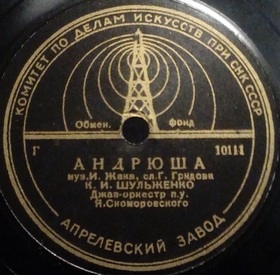 КОМИТЕТ ПО ДЕЛАМ ИСКУССТВ ПРИ СНК СССР
Обмен. фонд
Г 10111
АНДРЮША
муз. И. Жака, сл. Г. Гридова
К. И. ШУЛЬЖЕНКО
Джаз-оркестр п. у.
Я. Скоморовского
АПРЕЛЕВСКИЙ ЗАВОД